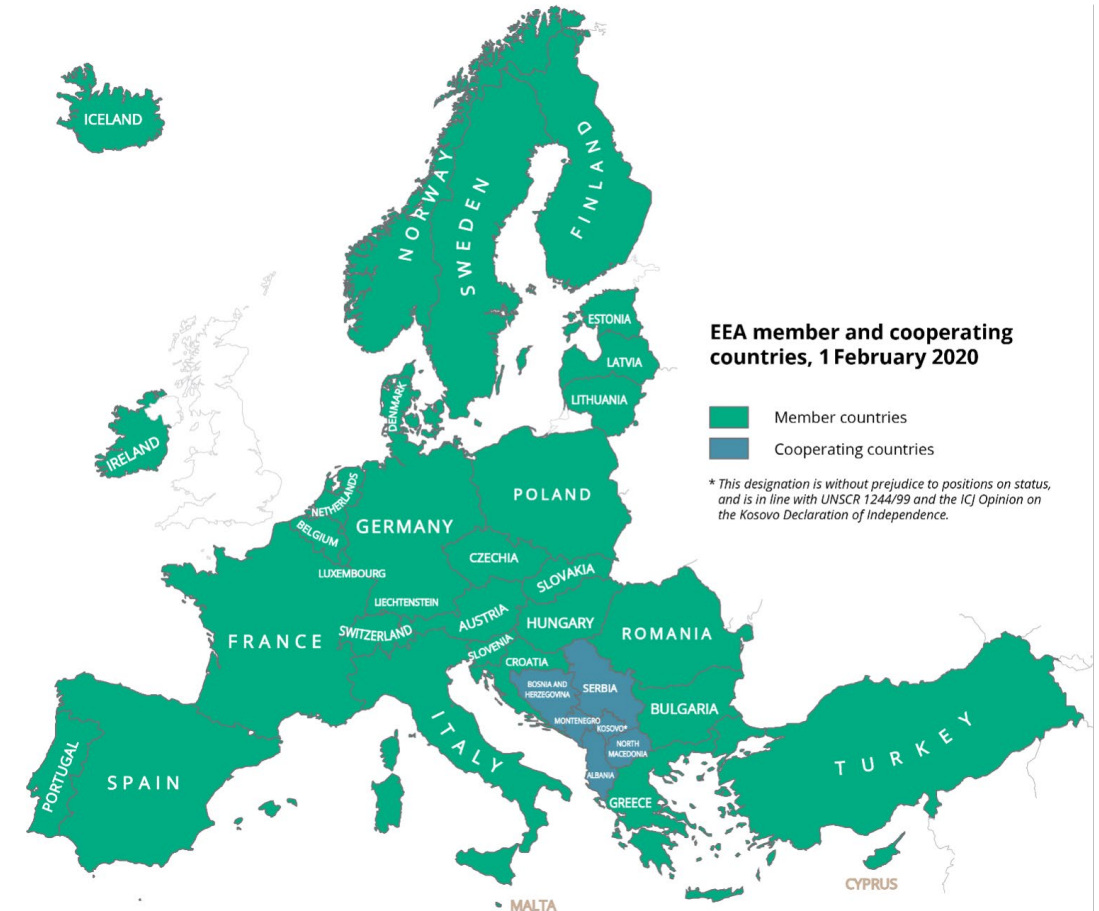 ICELAND
NORWAY
SWEDEN
FINLAND
ESTONIA
LATVIA
LITHUANIA
EEA member and cooperating
countries, 1 February 2020
Member countries
Cooperating countries
* This designation is without prejudice to positions on status,
and is in line with UNSCR 1244/99 and the ICJ Opinion on
the Kosovo Declaration of Independence.
DENMARK
IRELAND
NETHERLANDS
POLAND
BELGIUM
GERMANY
CZECHIA
LUXEMBOURG
SLOVAKIA
LIECHTENSTEIN
AUSTRIA
HUNGARY
SWITZERLAND
FRANCE
ROMANIA
SLOVENIA
CROATIA
BOSNIA AND
HERZEGOVINA
SERBIA
BULGARIA
MONTENEGRO
KOSOVO*
ITALY
NORTH
MACEDONIA
TURKEY
ALBANIA
PORTUGAL
SPAIN
GREECE
CYPRUS
MALTA